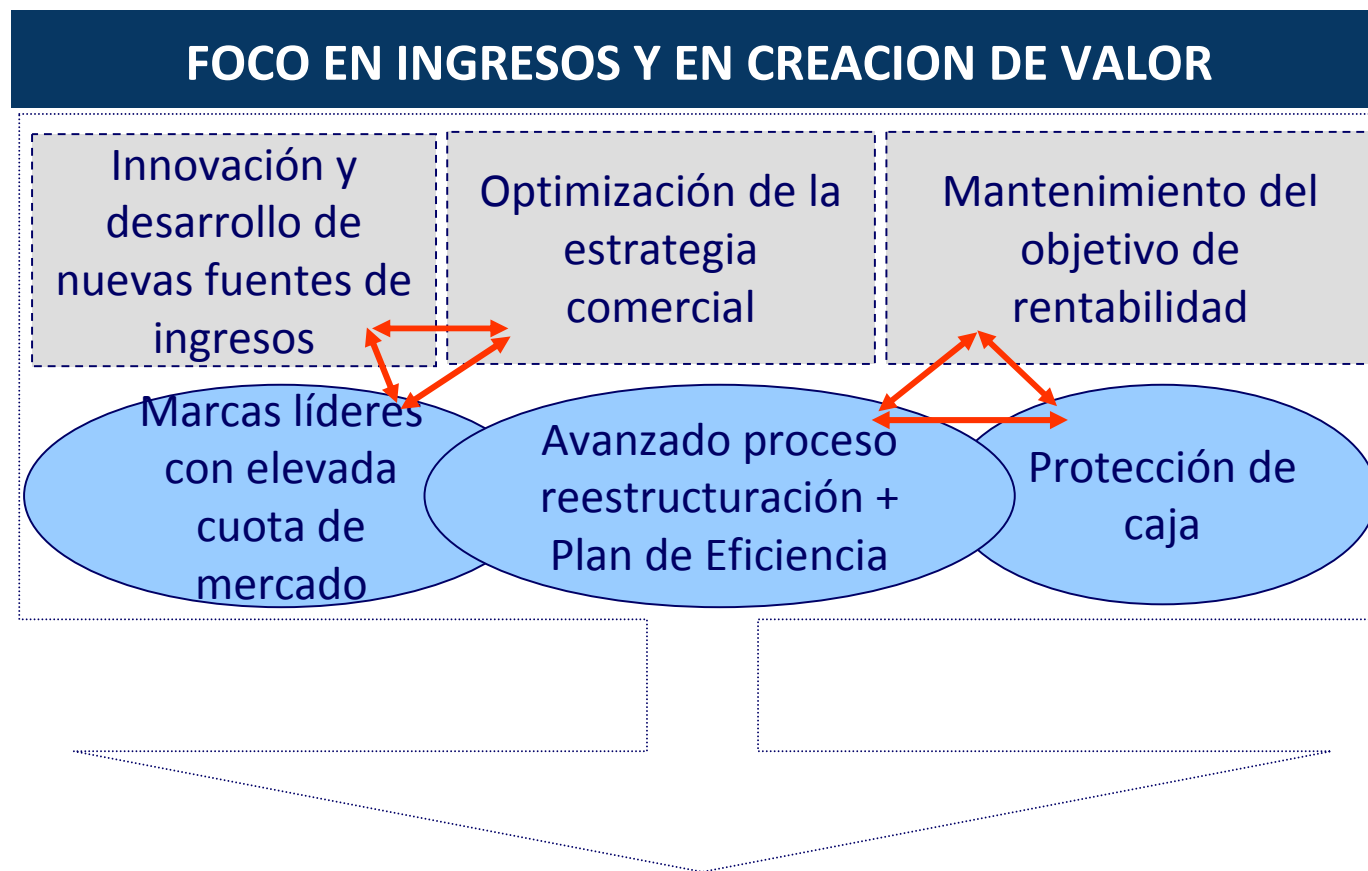 FOCO EN INGRESOS Y EN CREACION DE VALOR
Innovación y
desarrollo de
nuevas fuentes de
ingresos
Optimización de la
estrategia
comercial
Mantenimiento del
objetivo de
rentabilidad
Marcas líderes
con elevada
cuota de
mercado
Avanzado proceso
reestructuración +
Plan de Eficiencia
Protección de
caja